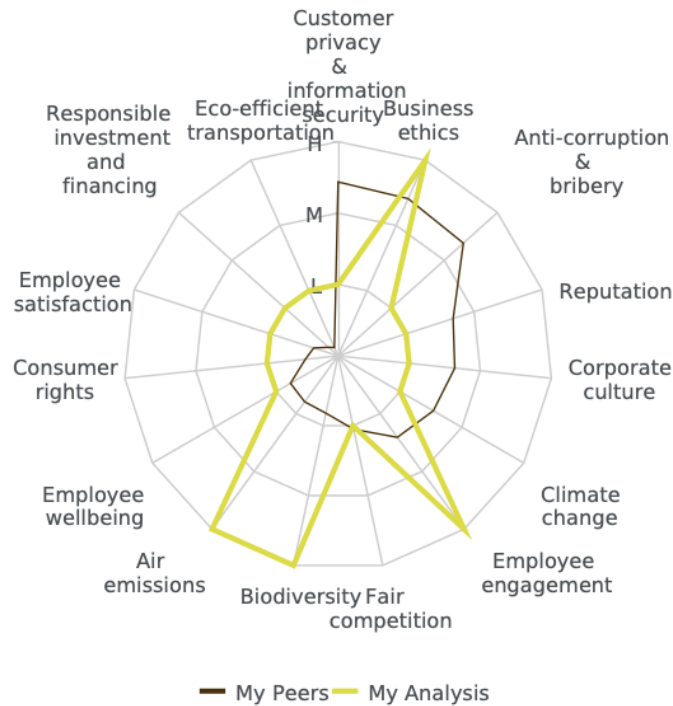 Customer
privacy
&
information
security
Business
ethics
Anti-corruption
&
bribery
Reputation
Corporate
culture
Climate
change
Employee
engagement
Fair
competition
Biodiversity
Air
emissions
Employee
wellbeing
Consumer
rights
Employee
satisfaction
Responsible
investment
and
financing
Eco-efficient
transportation
H
M
L
My Peers
My Analysis